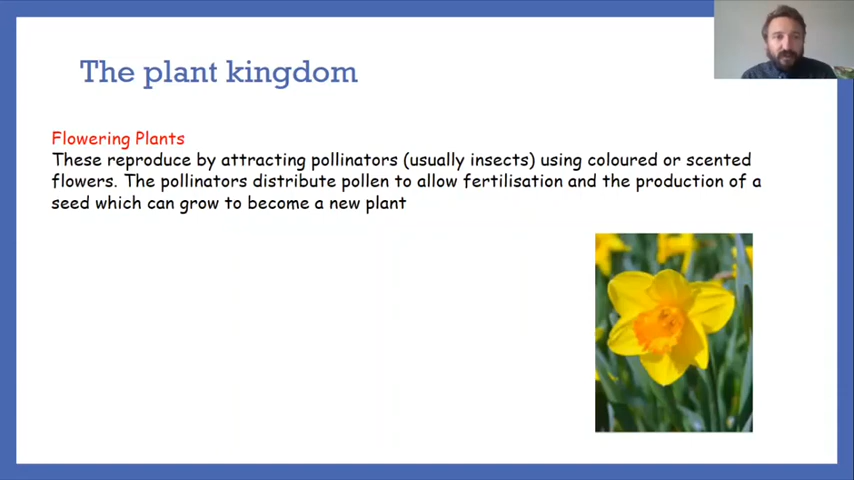 The plant kingdom
Flowering Plants
These reproduce by attracting pollinators (usually insects) using coloured or scented
flowers. The pollinators distribute pollen to allow fertilisation and the production of a
seed which can grow to become a new plant